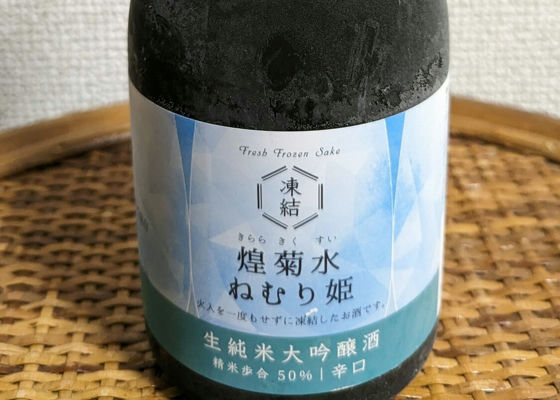 Fresh Frozen Sake
凍結
きらら きく すい
煌菊水
ねむり姫
火入を一度もせずに凍結したお酒です。
生純米大吟醸酒
精米歩合 50%|辛口